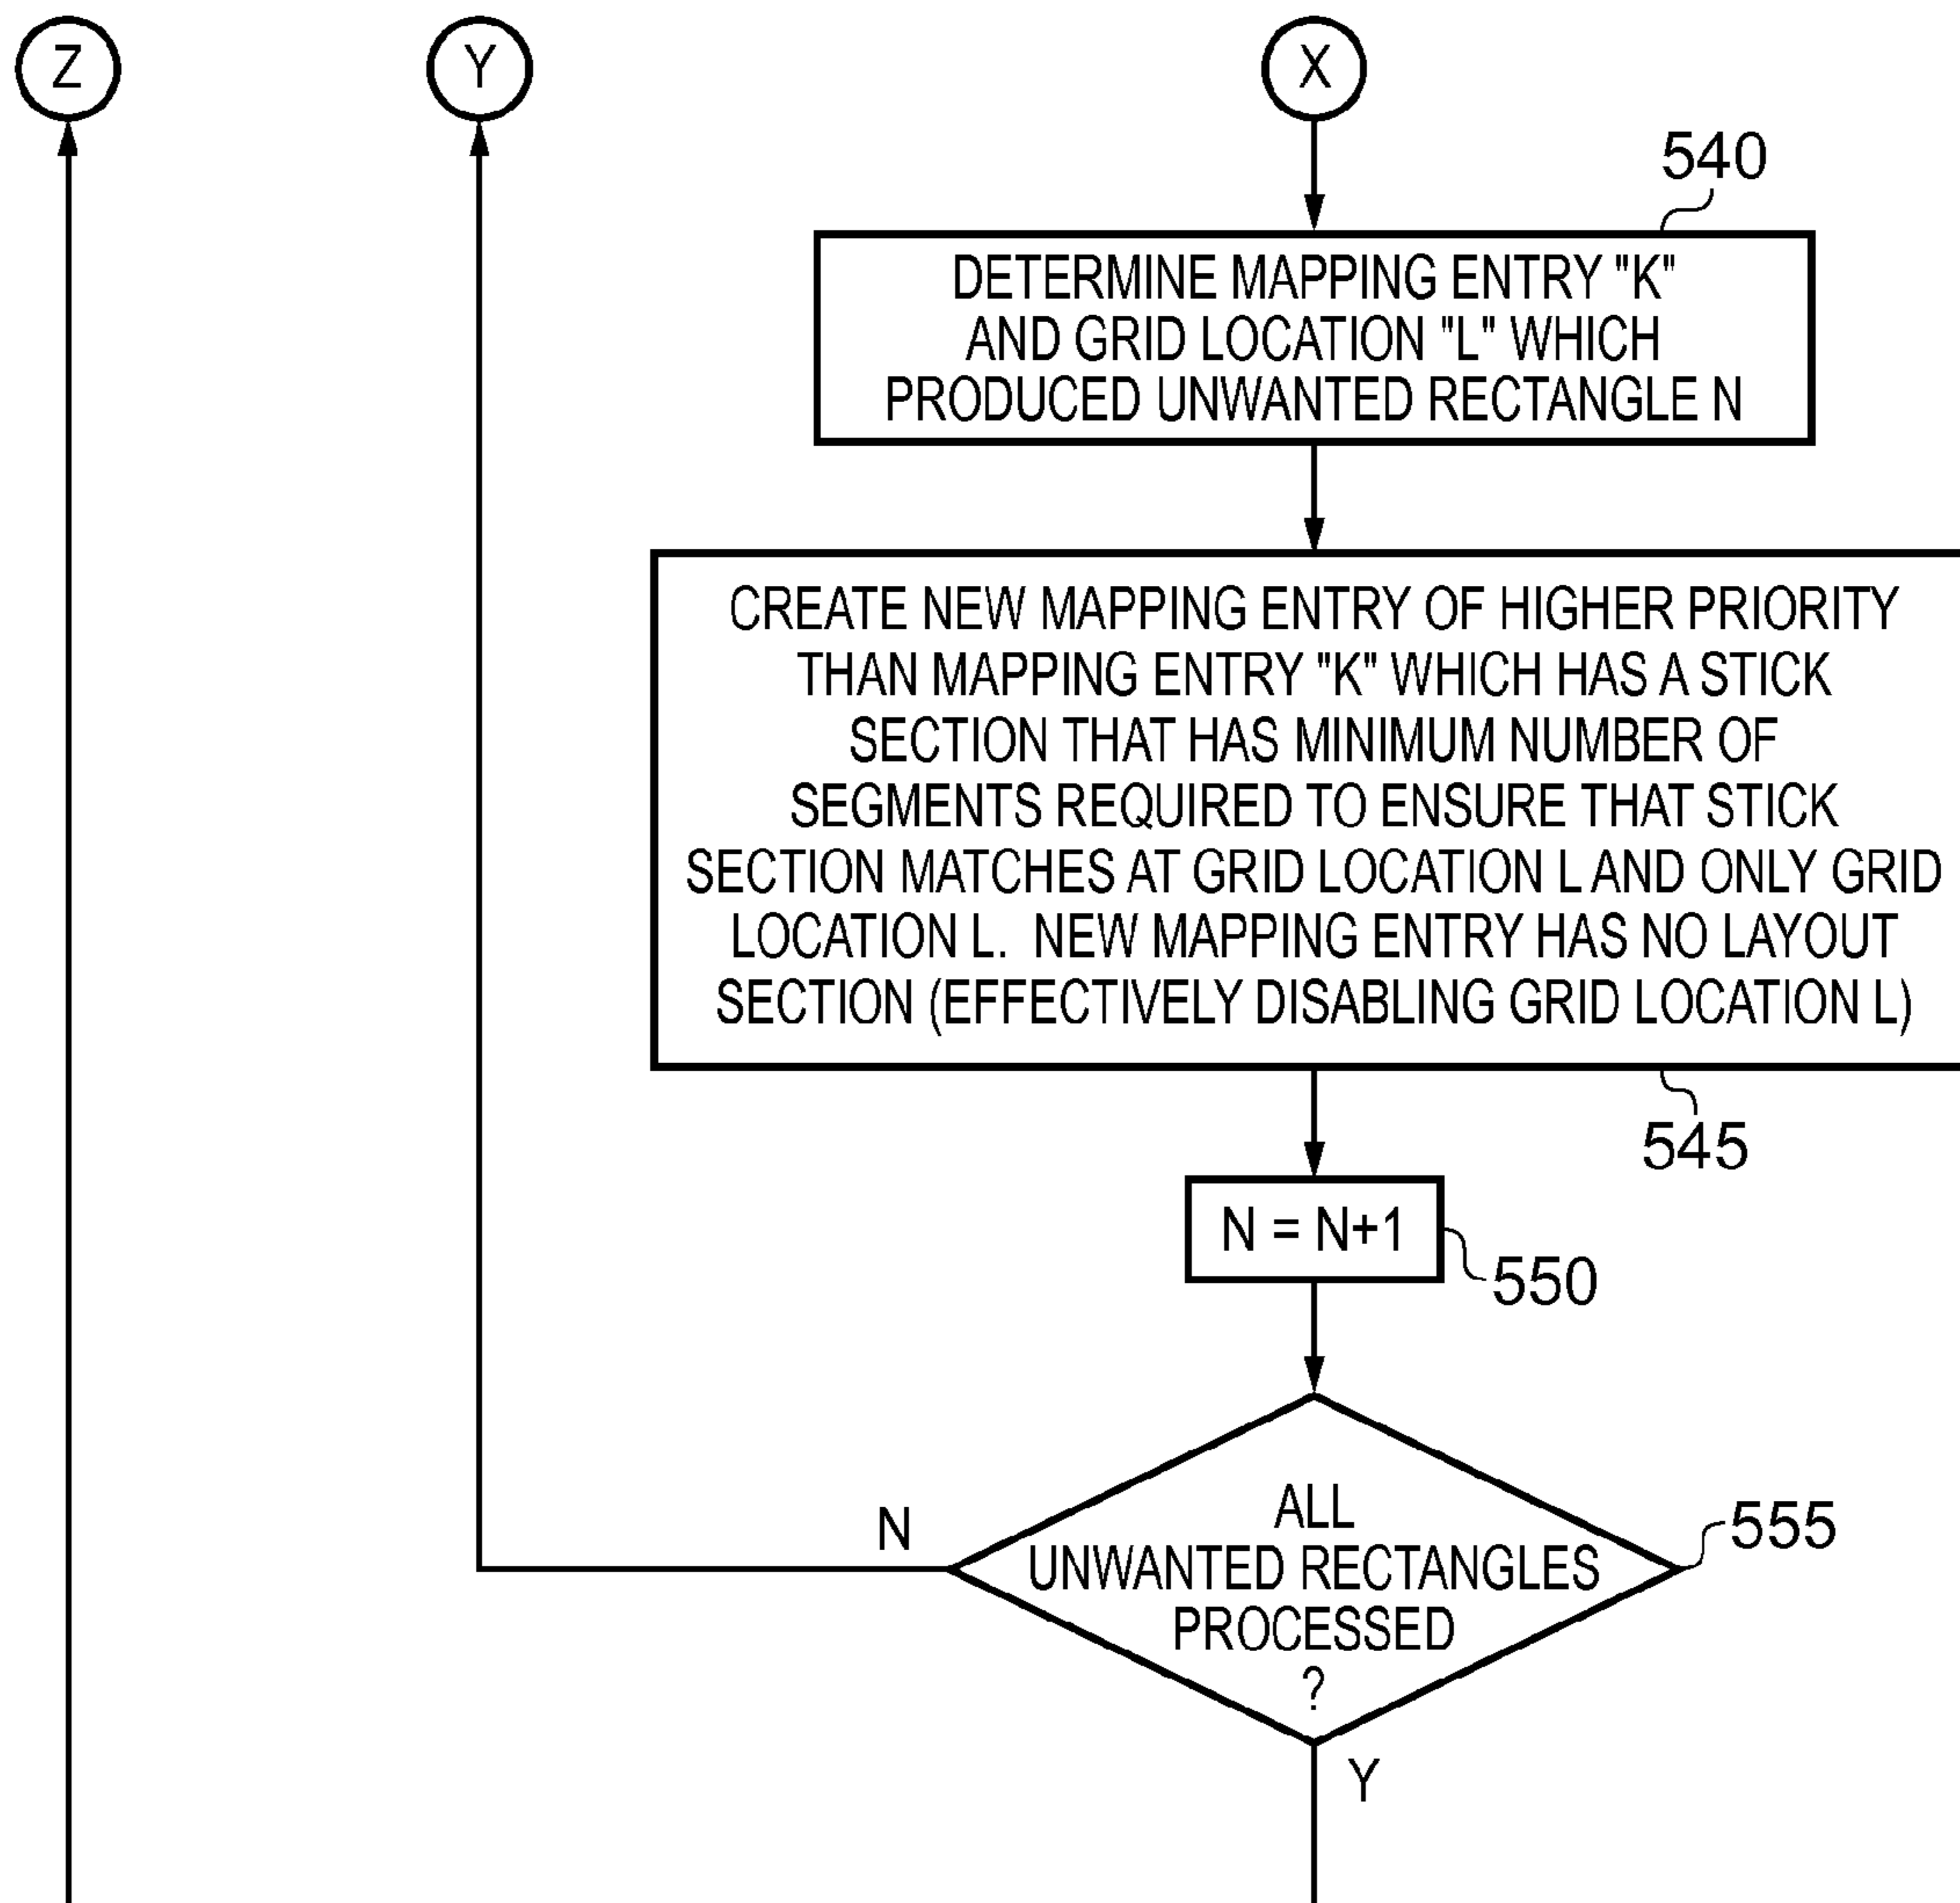 Z
Y
X
540
DETERMINE MAPPING ENTRY "K"
AND GRID LOCATION "L" WHICH
PRODUCED UNWANTED RECTANGLE N
CREATE NEW MAPPING ENTRY OF HIGHER PRIORITY
THAN MAPPING ENTRY "K" WHICH HAS A STICK
SECTION THAT HAS MINIMUM NUMBER OF
SEGMENTS REQUIRED TO ENSURE THAT STICK
SECTION MATCHES AT GRID LOCATION L AND ONLY GRID
LOCATION L. NEW MAPPING ENTRY HAS NO LAYOUT
SECTION (EFFECTIVELY DISABLING GRID LOCATION L)
545
N = N+1
550
ALL
UNWANTED RECTANGLES
PROCESSED
?
555
N
Y